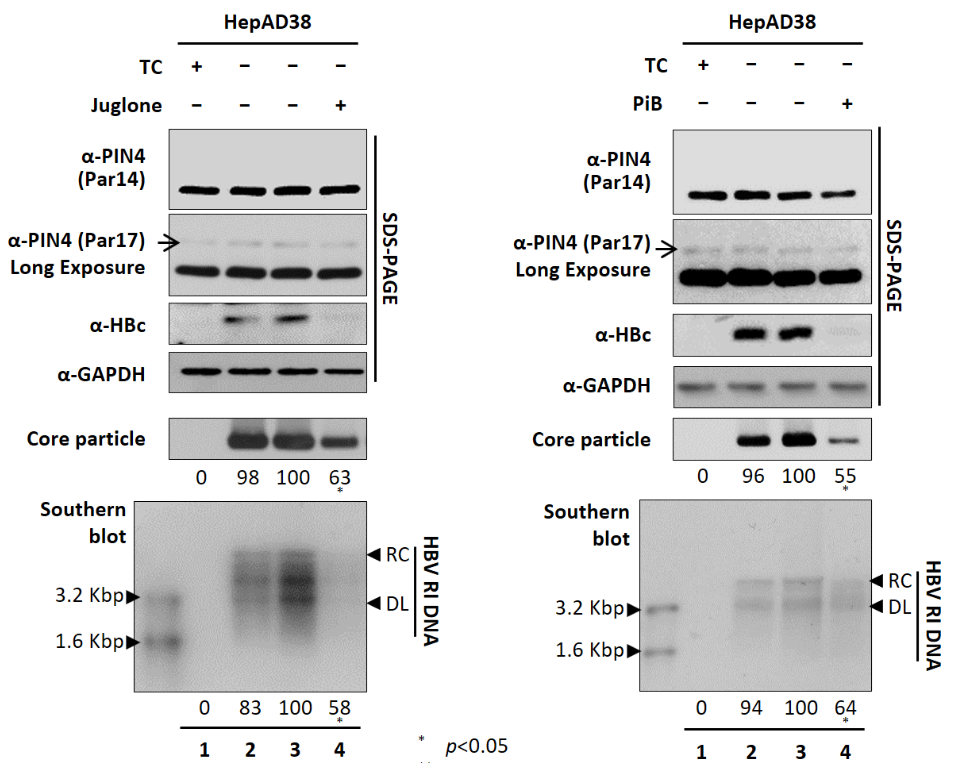 HepAD38
TC + − − −
Juglone − − − +
α-PIN4
(Par14)
α-PIN4 (Par17)
Long Exposure
α-HBc
α-GAPDH
SDS-PAGE
Core particle
0 98 100 63
*
Southern
blot
3.2 Kbp
1.6 Kbp
RC
DL
HBV RI DNA
0 83 100 58
*
1 2 3 4
HepAD38
TC + − − −
PiB − − − +
α-PIN4
(Par14)
α-PIN4 (Par17)
Long Exposure
α-HBc
α-GAPDH
SDS-PAGE
Core particle
0 96 100 55
*
Southern
blot
3.2 Kbp
1.6 Kbp
RC
DL
HBV RI DNA
0 94 100 64
*
1 2 3 4
* p<0.05